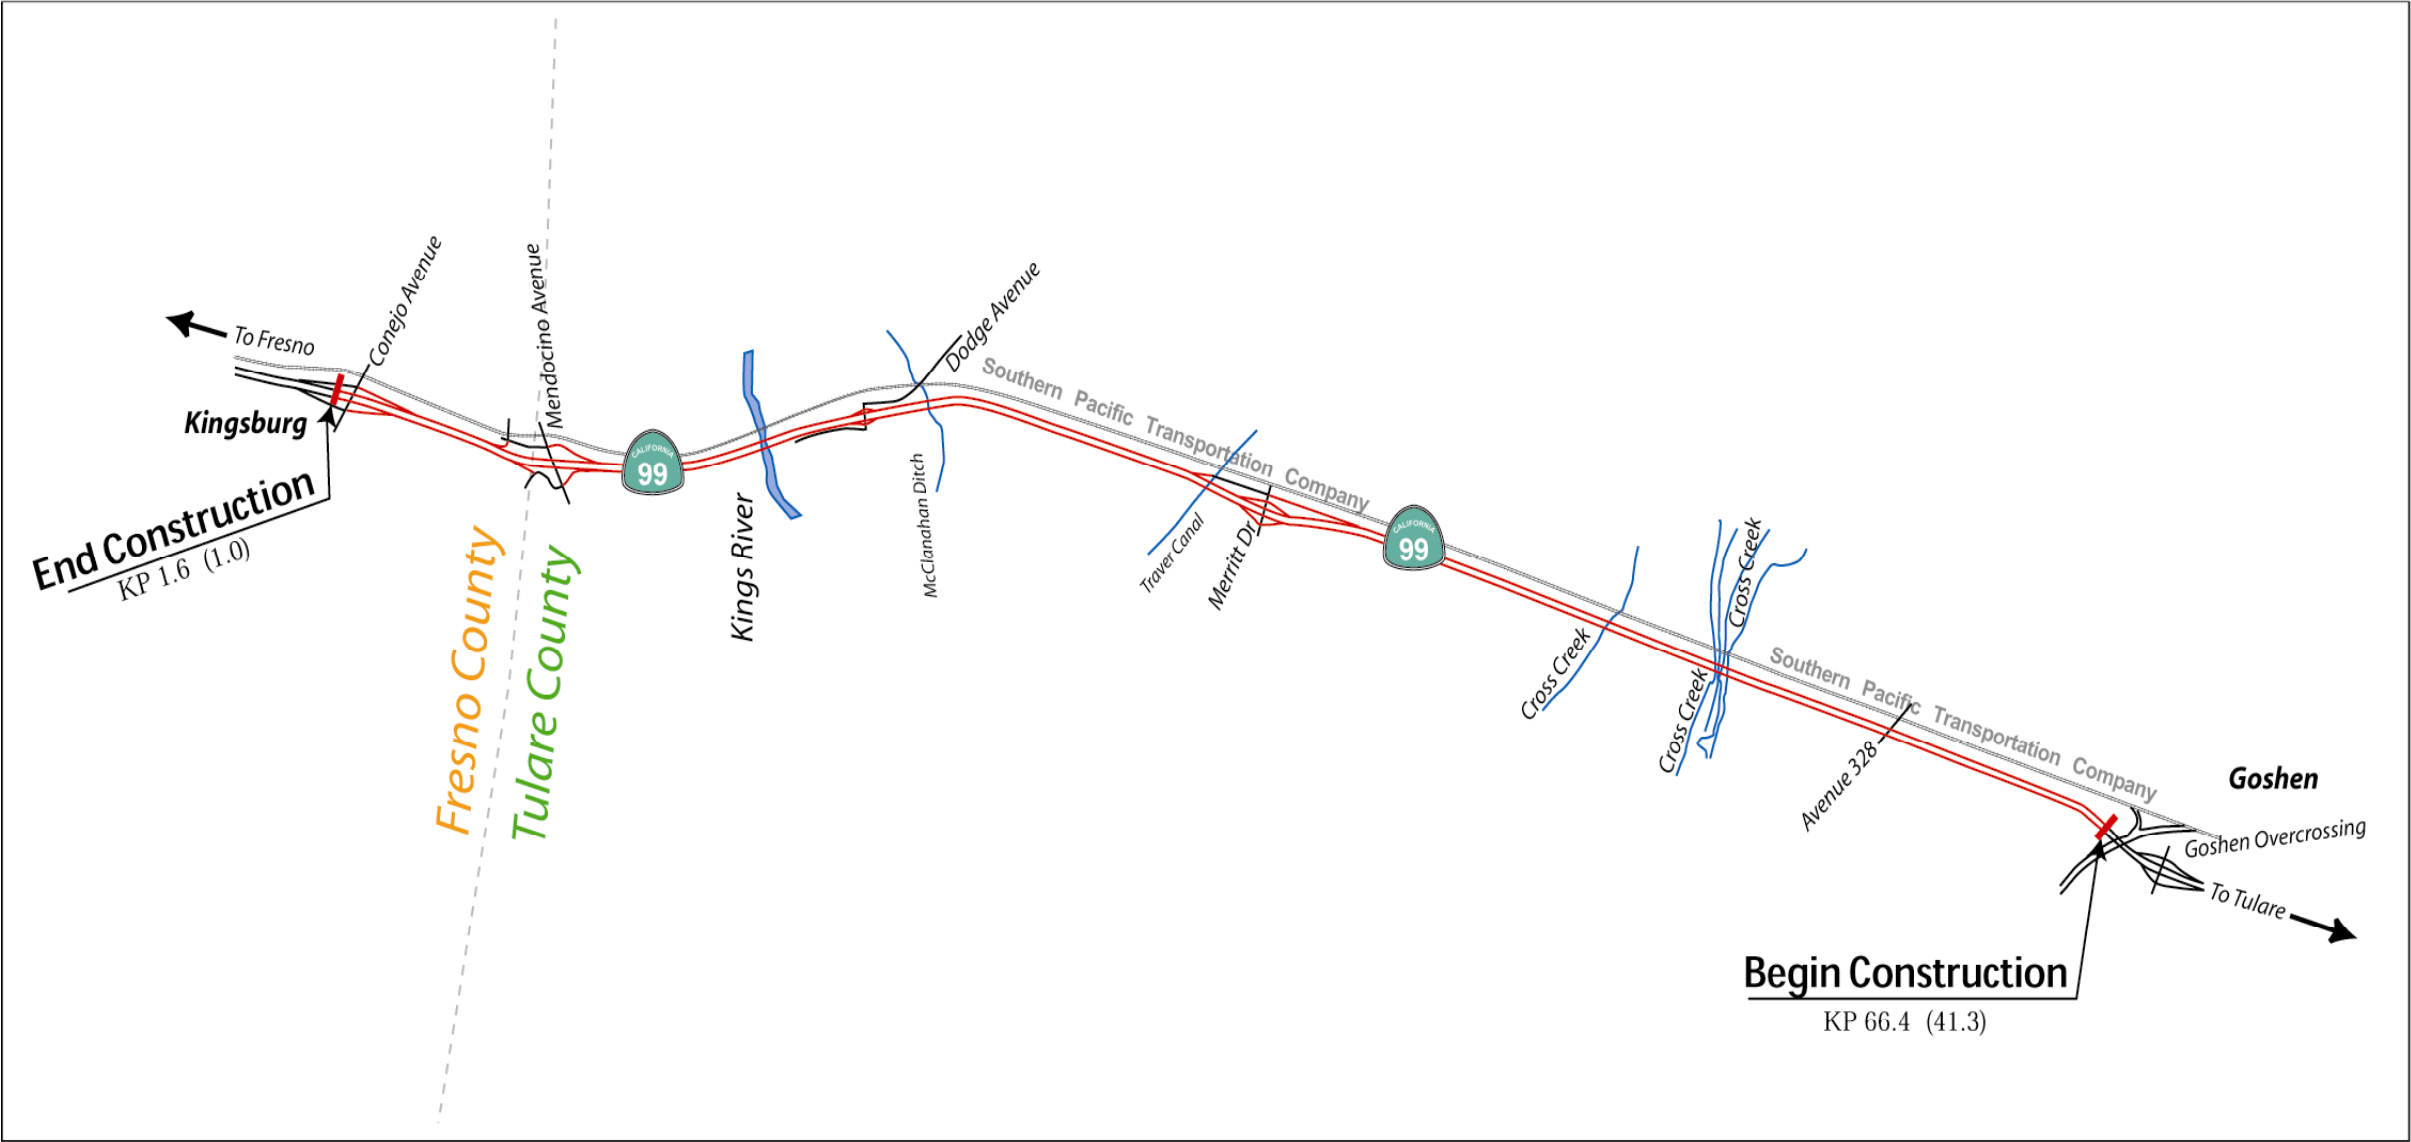 To Fresno
Conejo Avenue
Kingsburg
End Construction
KP 1.6 (1.0)
Mendocino Avenue
Fresno County
Tulare County
CALIFORNIA
99
Kings River
McClanahan Ditch
Dodge Avenue
Southern Pacific Transportation Company
Traver Canal
Merritt Dr.
CALIFORNIA
99
Cross Creek
Cross Creek
Cross Creek
Southern Pacific Transportation Company
Avenue 328
Goshen
Goshen Overcrossing
To Tulare
Begin Construction
KP 66.4 (41.3)